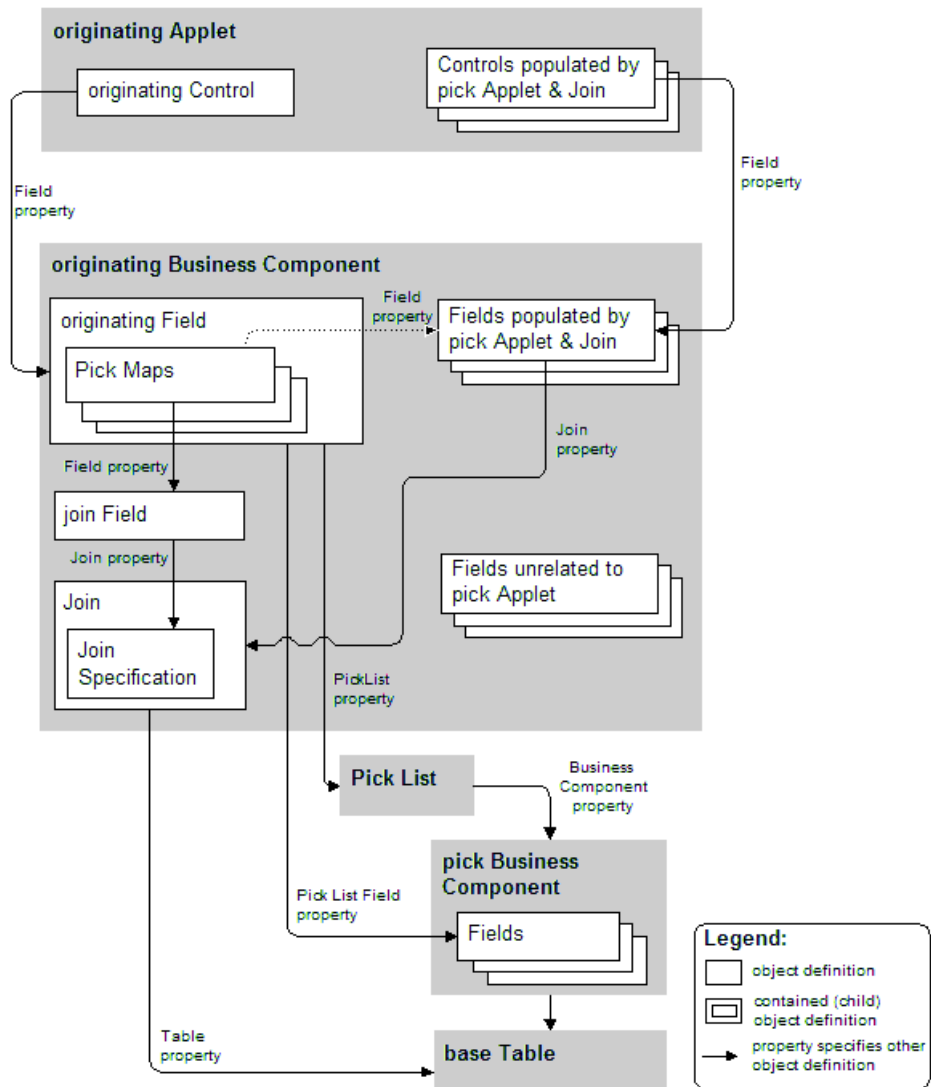 originating Applet
originating Control
Controls populated by
pick Applet & Join
Field
property
Field
property
originating Business Component
originating Field
Pick Maps
Field
property
Fields populated by
pick Applet & Join
Field property
Join
property
join Field
Join property
Join
Join
Specification
Fields unrelated to
pick Applet
PickList
property
Pick List
Business
Component
property
pick Business
Component
Pick List Field
property
Fields
Table
property
base Table
Legend:
object definition
contained (child)
object definition
property specifies other
object definition